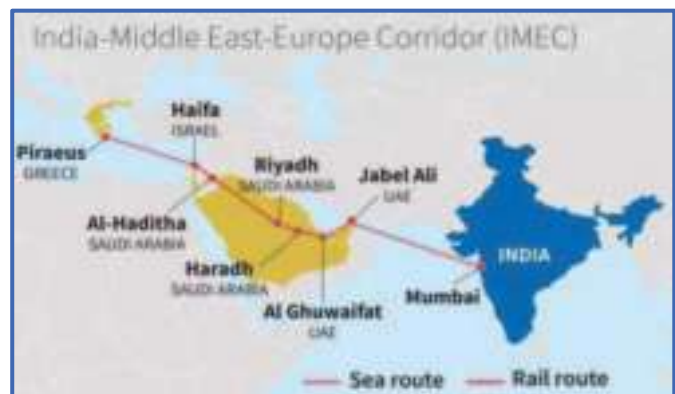 India-Middle East-Europe Corridor (IMEC)
Haifa
ISRAEL
Piraeus
GREECE
Riyadh
SAUDI ARABIA
Jabel Ali
UAE
Al-Haditha
SAUDI ARABIA
Haradh
SAUDI ARABIA
INDIA
Mumbai
Al Ghuwaifat
UAE
Sea route Rail route